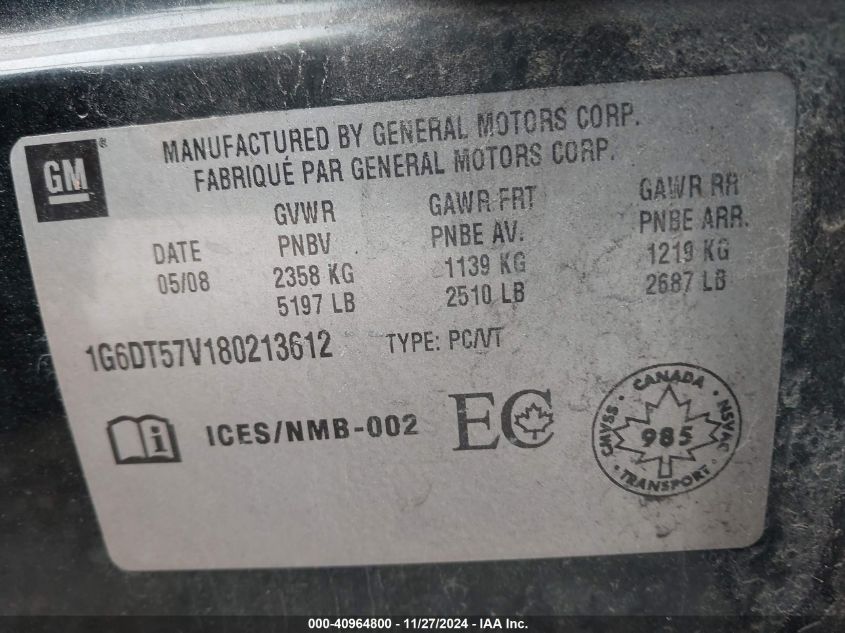 GM ®
MANUFACTURED BY GENERAL MOTORS CORP.
FABRIQUÉ PAR GENERAL MOTORS CORP.
DATE
05/08
GVWR
PNBV
2358 KG
5197 LB
GAWR FRT
PNBE AV.
1139 KG
2510 LB
GAWR RR
PNBE ARR.
1219 KG
2687 LB
1G6DT57V180213612 TYPE: PC/VT
i ICES/NMB-002 EC
CANADA
CMVSS 985 NSVAC
TRANSPORT
000-40964800 - 11/27/2024 - IAA Inc.